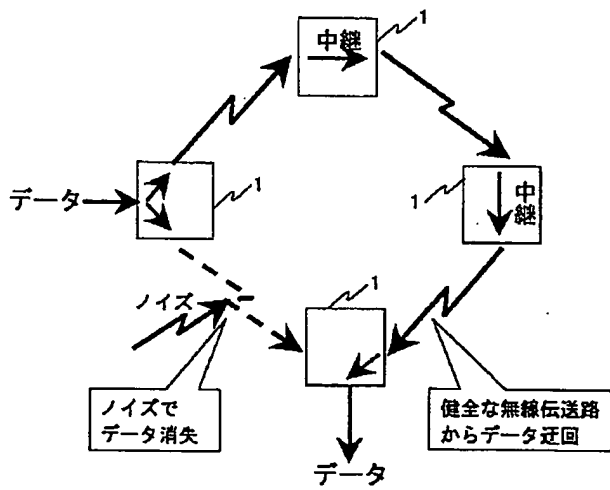 1
中継
データ
1
1
中
継
ノイズ
1
ノイズで
データ消失
健全な無線伝送路
からデータ迂回
データ